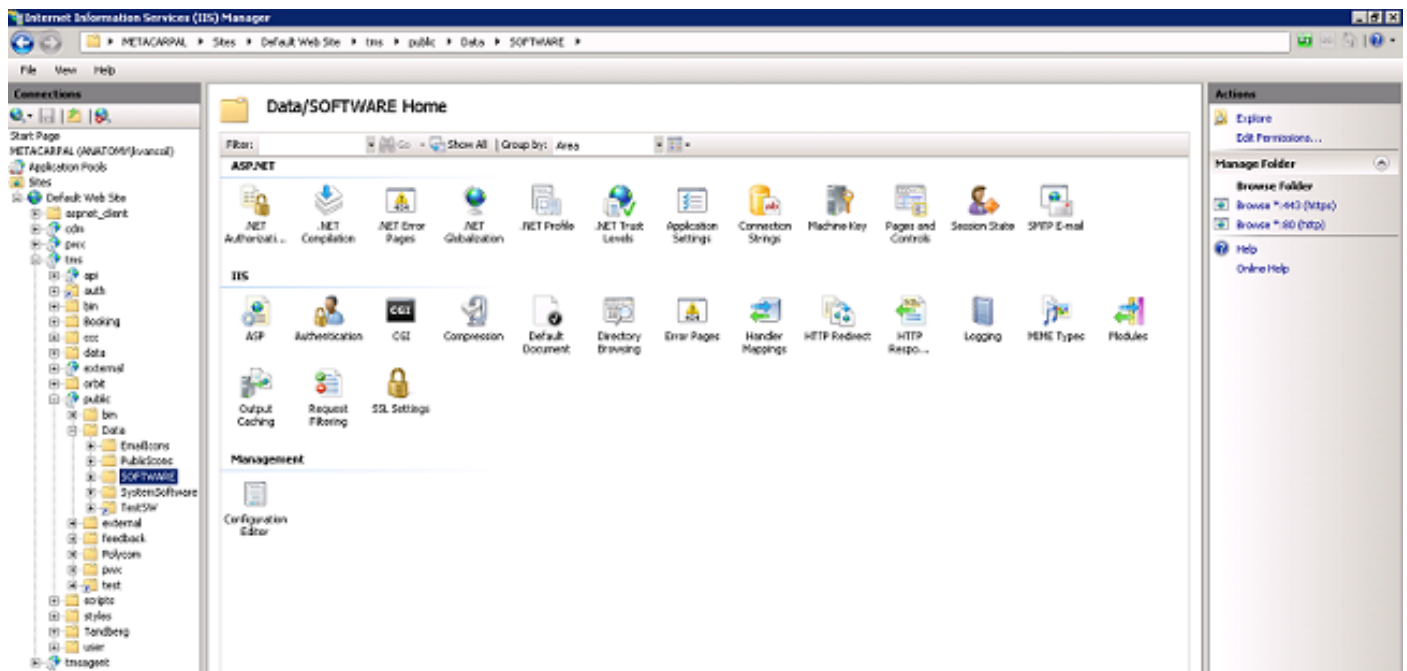 Internet Information Services (IIS) Manager
METACARPAL Sites Default Web Site tms public Data SOFTWARE
File View Help
Connections
Start Page
METACARPAL (ANATOMY\
Application Pools
Sites
Default Web Site
aspnet_client
cdm
pwx
tms
api
auth
bin
Booking
ccc
data
external
orbit
public
bin
Data
EmailIcons
PublicIcons
SOFTWARE
SystemSoftware
TestSW
external
feedback
Polycom
pwx
test
scripts
styles
Tandberg
user
tmsagent
Data/SOFTWARE Home
Filter: Go Show All Group by: Area
ASP.NET
.NET Authorizati...
.NET Compilation
.NET Error Pages
.NET Globalization
.NET Profile
.NET Trust Levels
Application Settings
Connection Strings
Machine Key
Pages and Controls
Session State
SMTP E-mail
IIS
ASP
Authentication
CGI
Compression
Default Document
Directory Browsing
Error Pages
Handler Mappings
HTTP Redirect
HTTP Respo...
Logging
MIME Types
Modules
Output Caching
Request Filtering
SSL Settings
Management
Configuration Editor
Actions
Explore
Edit Permissions...
Manage Folder
Browse Folder
Browse *:443 (https)
Browse *:80 (http)
Help
Online Help